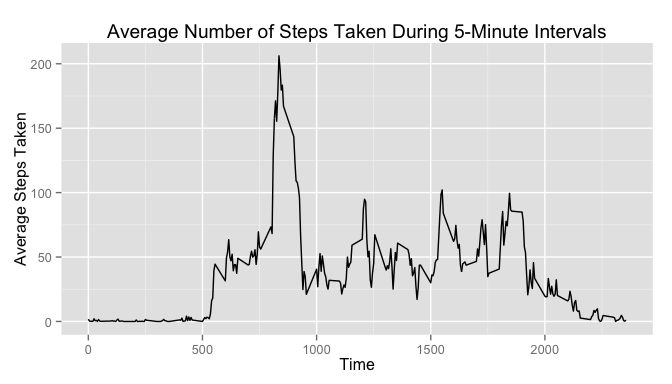 Average Number of Steps Taken During 5-Minute Intervals
200
150
100
50
0
Average Steps Taken
0 500 1000 1500 2000
Time